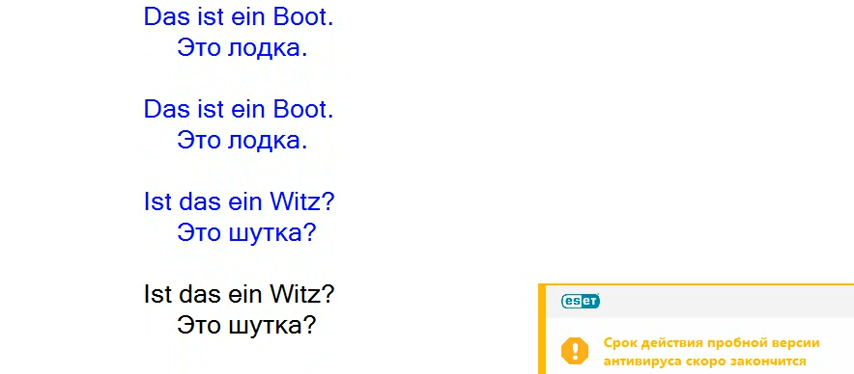 Das ist ein Boot.
Это лодка.
Das ist ein Boot.
Это лодка.
Ist das ein Witz?
Это шутка?
Ist das ein Witz?
Это шутка?
eset
Срок действия пробной версии
антивируса скоро закончится